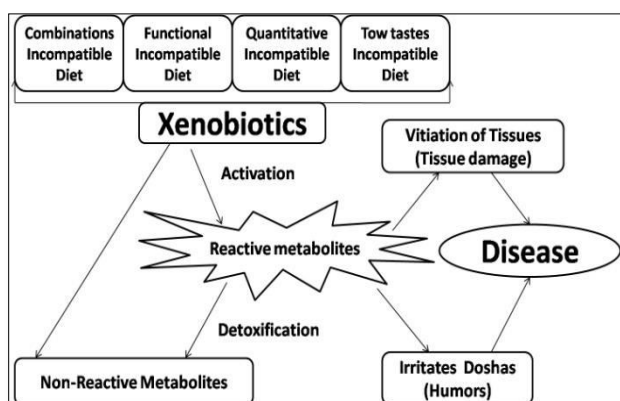 Combinations
Incompatible
Diet
Functional
Incompatible
Diet
Quantitative
Incompatible
Diet
Tow tastes
Incompatible
Diet
Xenobiotics
Vitiation of Tissues
(Tissue damage)
Activation
Reactive metabolites
Disease
Detoxification
Non-Reactive Metabolites
Irritates Doshas
(Humors)